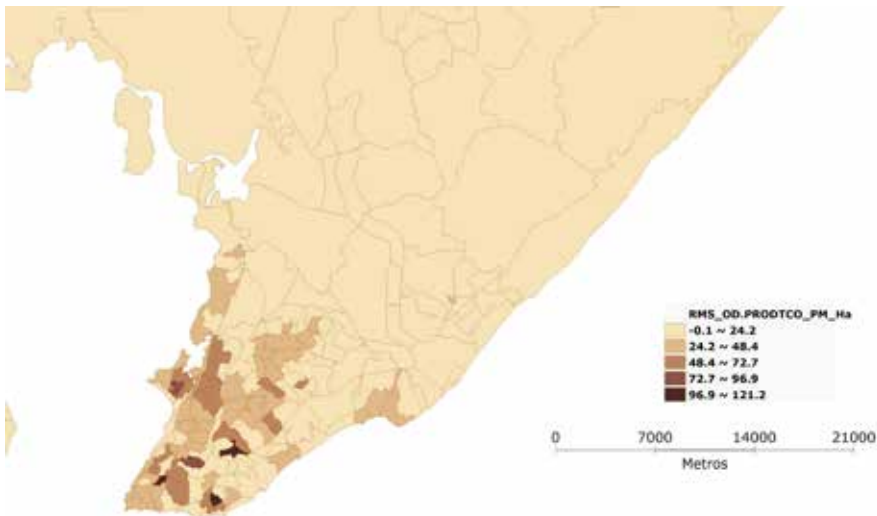 RMS_OD.PRODTCO_PM_Ha
-0.1 ~ 24.2
24.2 ~ 48.4
48.4 ~ 72.7
72.7 ~ 96.9
96.9 ~ 121.2
0 7000 14000 21000
Metros